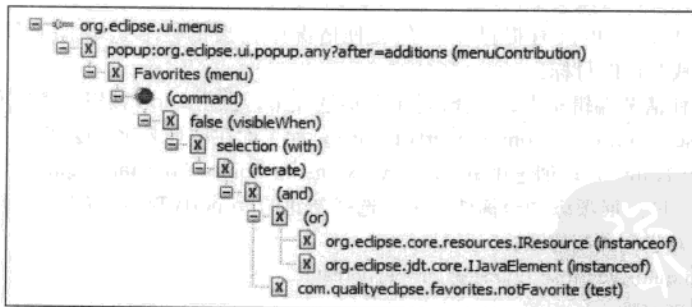 org.eclipse.ui.menus
popup:org.eclipse.ui.popup.any?after=additions (menuContribution)
Favorites (menu)
(command)
false (visibleWhen)
selection (with)
(iterate)
(and)
(or)
org.eclipse.core.resources.IResource (instanceof)
org.eclipse.jdt.core.IJavaElement (instanceof)
com.qualityeclipse.favorites.notFavorite (test)